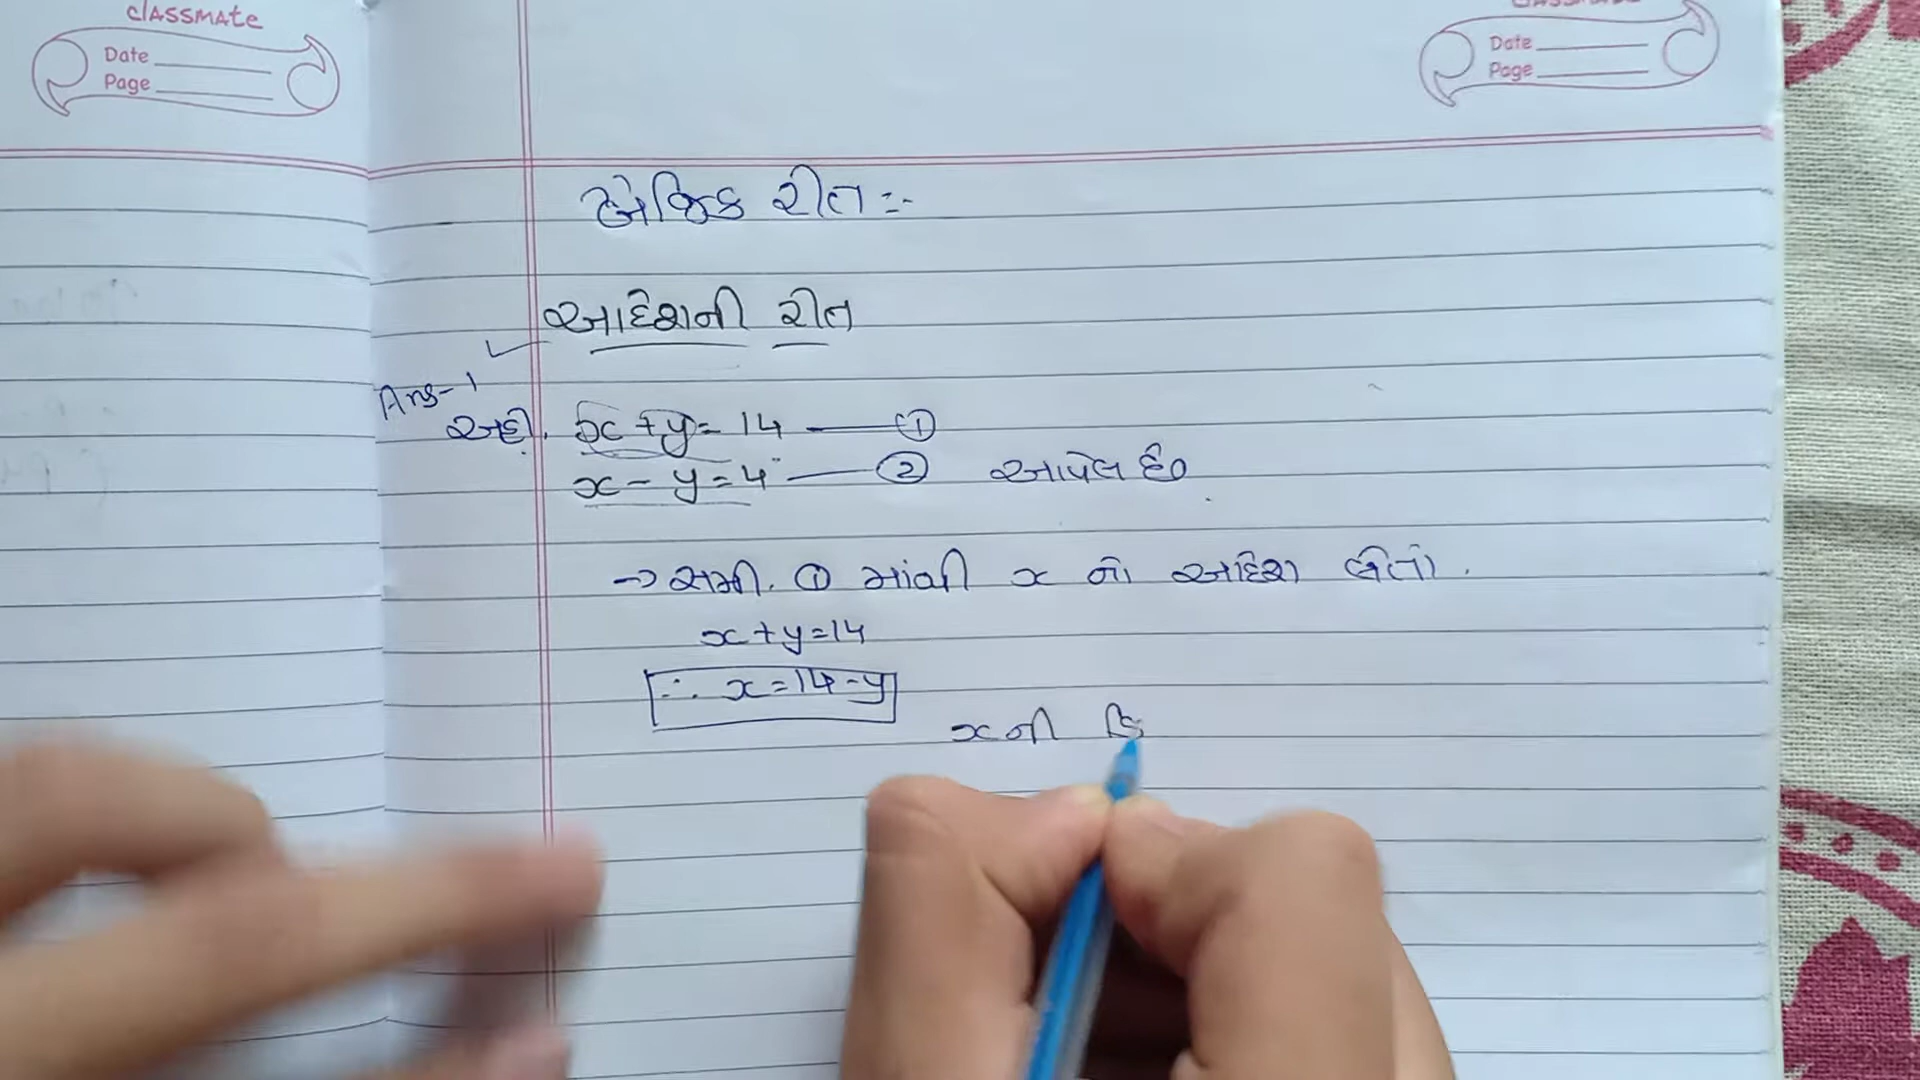 classmate
Date
Page
Date
Page
બૈજિક રીત :-
આદેશની રીત
Ans-1
અહીં, x + y = 14 —— ①
x - y = 4 —— ② આપેલ છે
→ સમી. ① માંથી x નો આદેશ લેતાં.
x + y = 14
∴ x = 14 - y
x ની કિ